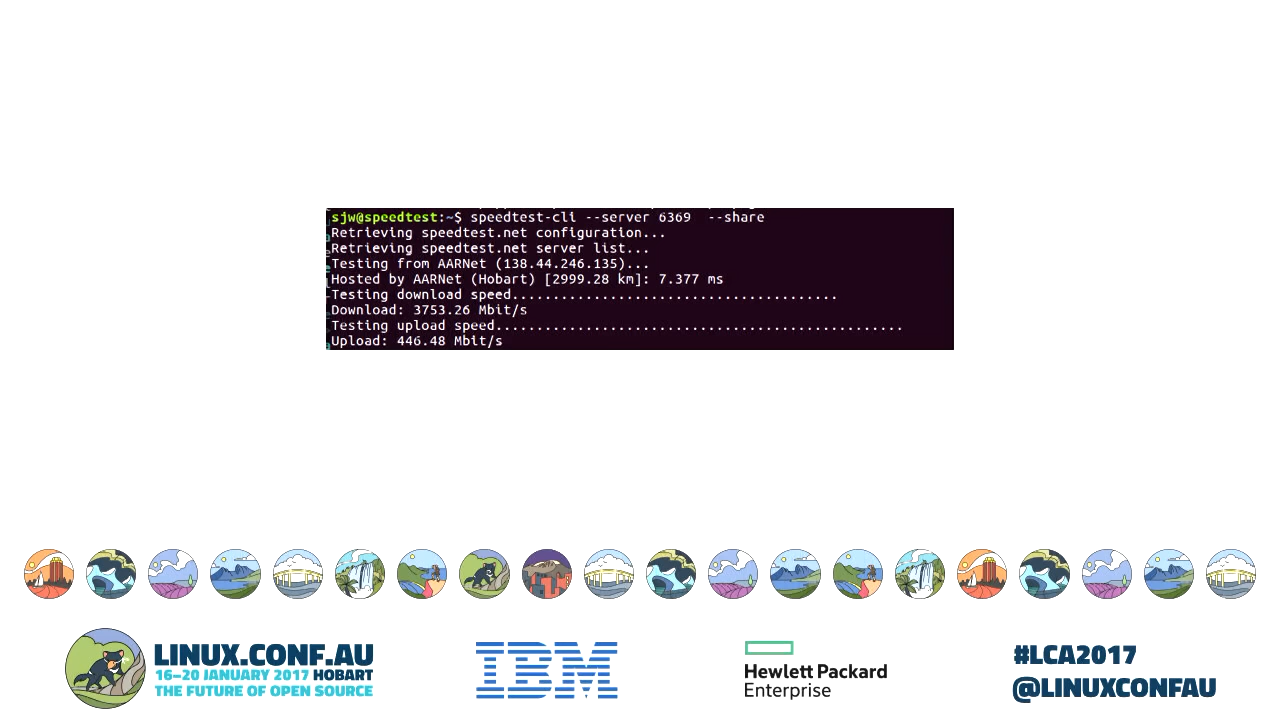 sjw@speedtest:~$ speedtest-cli --server 6369  --share
Retrieving speedtest.net configuration...
Retrieving speedtest.net server list...
Testing from AARNet (138.44.246.135)...
Hosted by AARNet (Hobart) [2999.28 km]: 7.377 ms
Testing download speed........................................
Download: 3753.26 Mbit/s
Testing upload speed..................................................
Upload: 446.48 Mbit/s
LINUX.CONF.AU
16–20 JANUARY 2017 HOBART
THE FUTURE OF OPEN SOURCE
IBM
Hewlett Packard
Enterprise
#LCA2017
@LINUXCONFAU